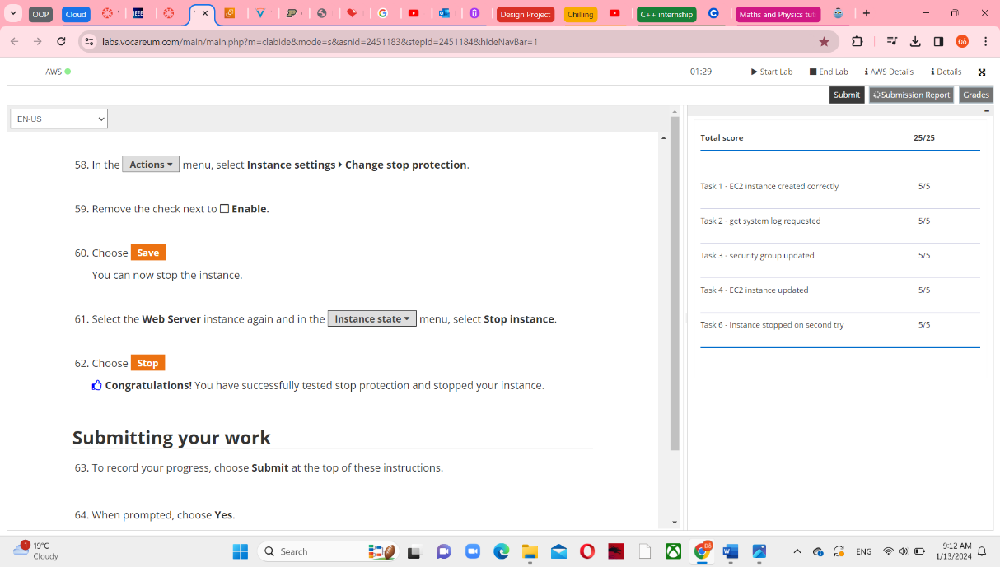 OOP
Cloud
IEEE
Design Project
Chilling
C++ internship
Maths and Physics tut
labs.vocareum.com/main/main.php?m=clabide&mode=s&asnid=2451183&stepid=2451184&hideNavBar=1
Đô
AWS
01:29
Start Lab
End Lab
AWS Details
Details
Submit
Submission Report
Grades
EN-US
58. In the Actions menu, select Instance settings Change stop protection.
59. Remove the check next to Enable.
60. Choose Save
You can now stop the instance.
61. Select the Web Server instance again and in the Instance state menu, select Stop instance.
62. Choose Stop
Congratulations! You have successfully tested stop protection and stopped your instance.
Submitting your work
63. To record your progress, choose Submit at the top of these instructions.
64. When prompted, choose Yes.
Total score 25/25
Task 1 - EC2 instance created correctly 5/5
Task 2 - get system log requested 5/5
Task 3 - security group updated 5/5
Task 4 - EC2 instance updated 5/5
Task 6 - Instance stopped on second try 5/5
1
19°C
Cloudy
Search
ENG
9:12 AM
1/13/2024